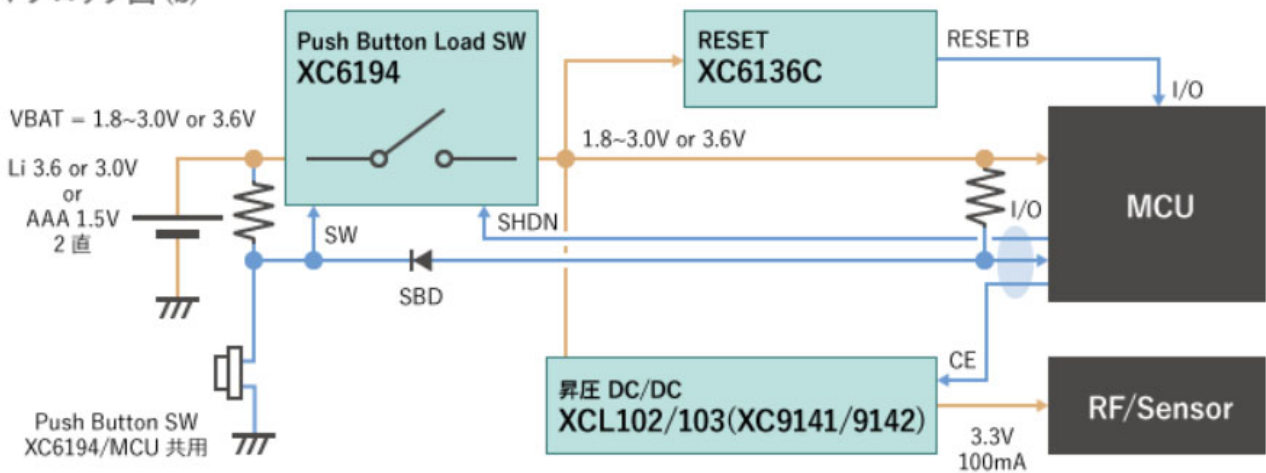 Push Button Load SW
XC6194
RESET
XC6136C
RESETB
I/O
VBAT = 1.8~3.0V or 3.6V
1.8~3.0V or 3.6V
Li 3.6 or 3.0V
or
AAA 1.5V
2 直
SW
SHDN
I/O
MCU
SBD
CE
昇圧 DC/DC
XCL102/103(XC9141/9142)
RF/Sensor
3.3V
100mA
Push Button SW
XC6194/MCU 共用